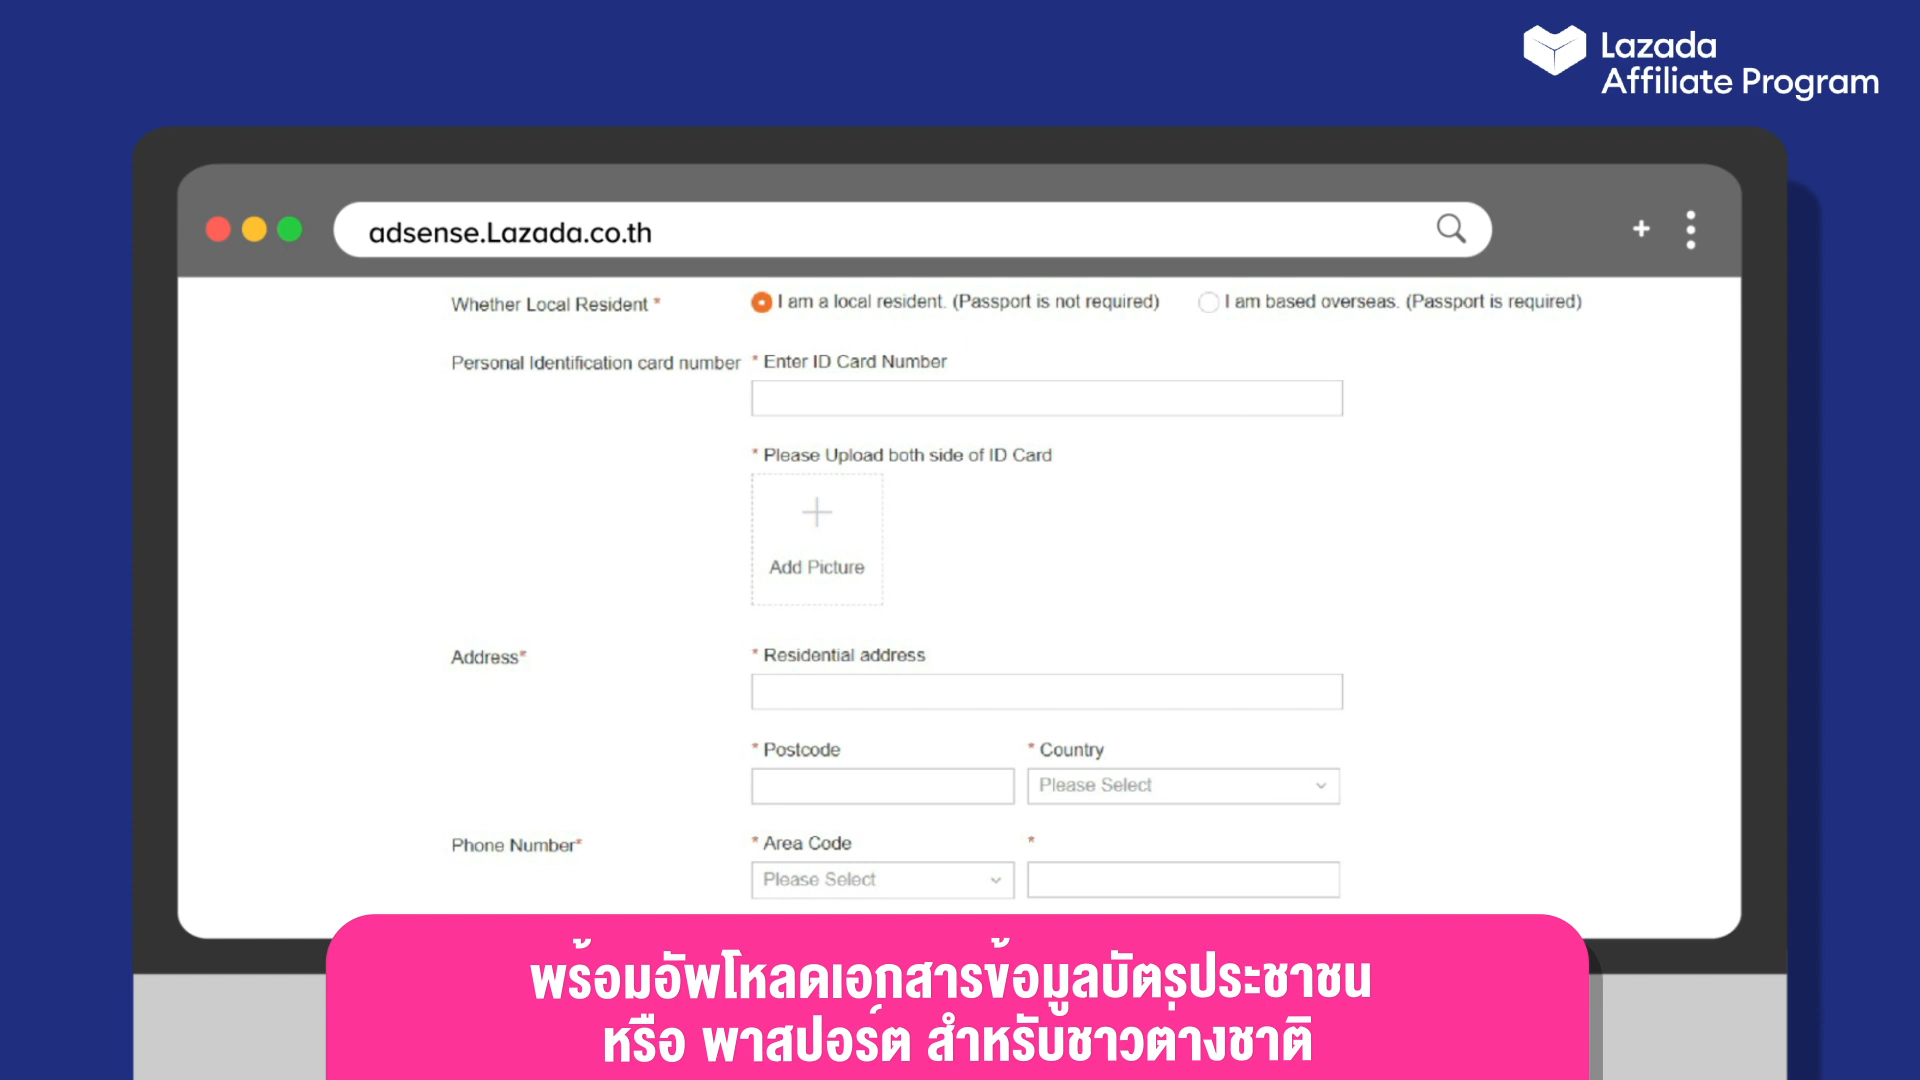 Lazada
Affiliate Program
adsense.Lazada.co.th
Whether Local Resident * I am a local resident. (Passport is not required) I am based overseas. (Passport is required)
Personal Identification card number * Enter ID Card Number
* Please Upload both side of ID Card
Add Picture
Address* * Residential address
* Postcode * Country
Please Select
Phone Number* * Area Code *
Please Select
พร้อมอัพโหลดเอกสารข้อมูลบัตรประชาชน
หรือ พาสปอร์ต สำหรับชาวต่างชาติ